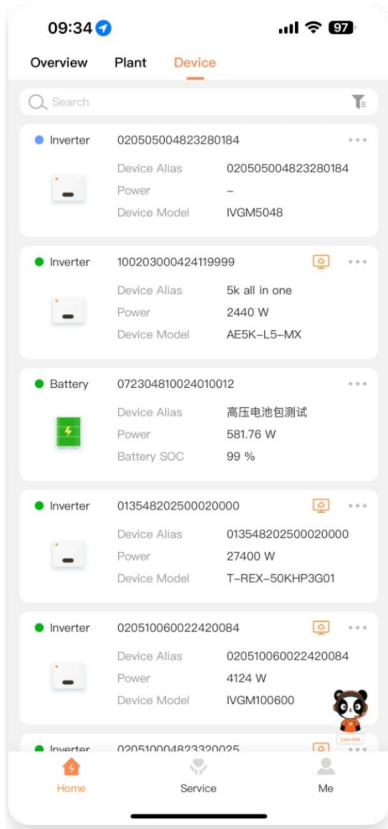 09:34 97
Overview Plant Device
Search
Inverter 020505004823280184
Device Alias 020505004823280184
Power –
Device Model IVGM5048
Inverter 100203000424119999
Device Alias 5k all in one
Power 2440 W
Device Model AE5K–L5–MX
Battery 072304810024010012
Device Alias 高压电池包测试
Power 581.76 W
Battery SOC 99 %
Inverter 013548202500020000
Device Alias 013548202500020000
Power 27400 W
Device Model T–REX–50KHP3G01
Inverter 020510060022420084
Device Alias 020510060022420084
Power 4124 W
Device Model IVGM100600
Live chat
Inverter 020510004823320025
Home Service Me